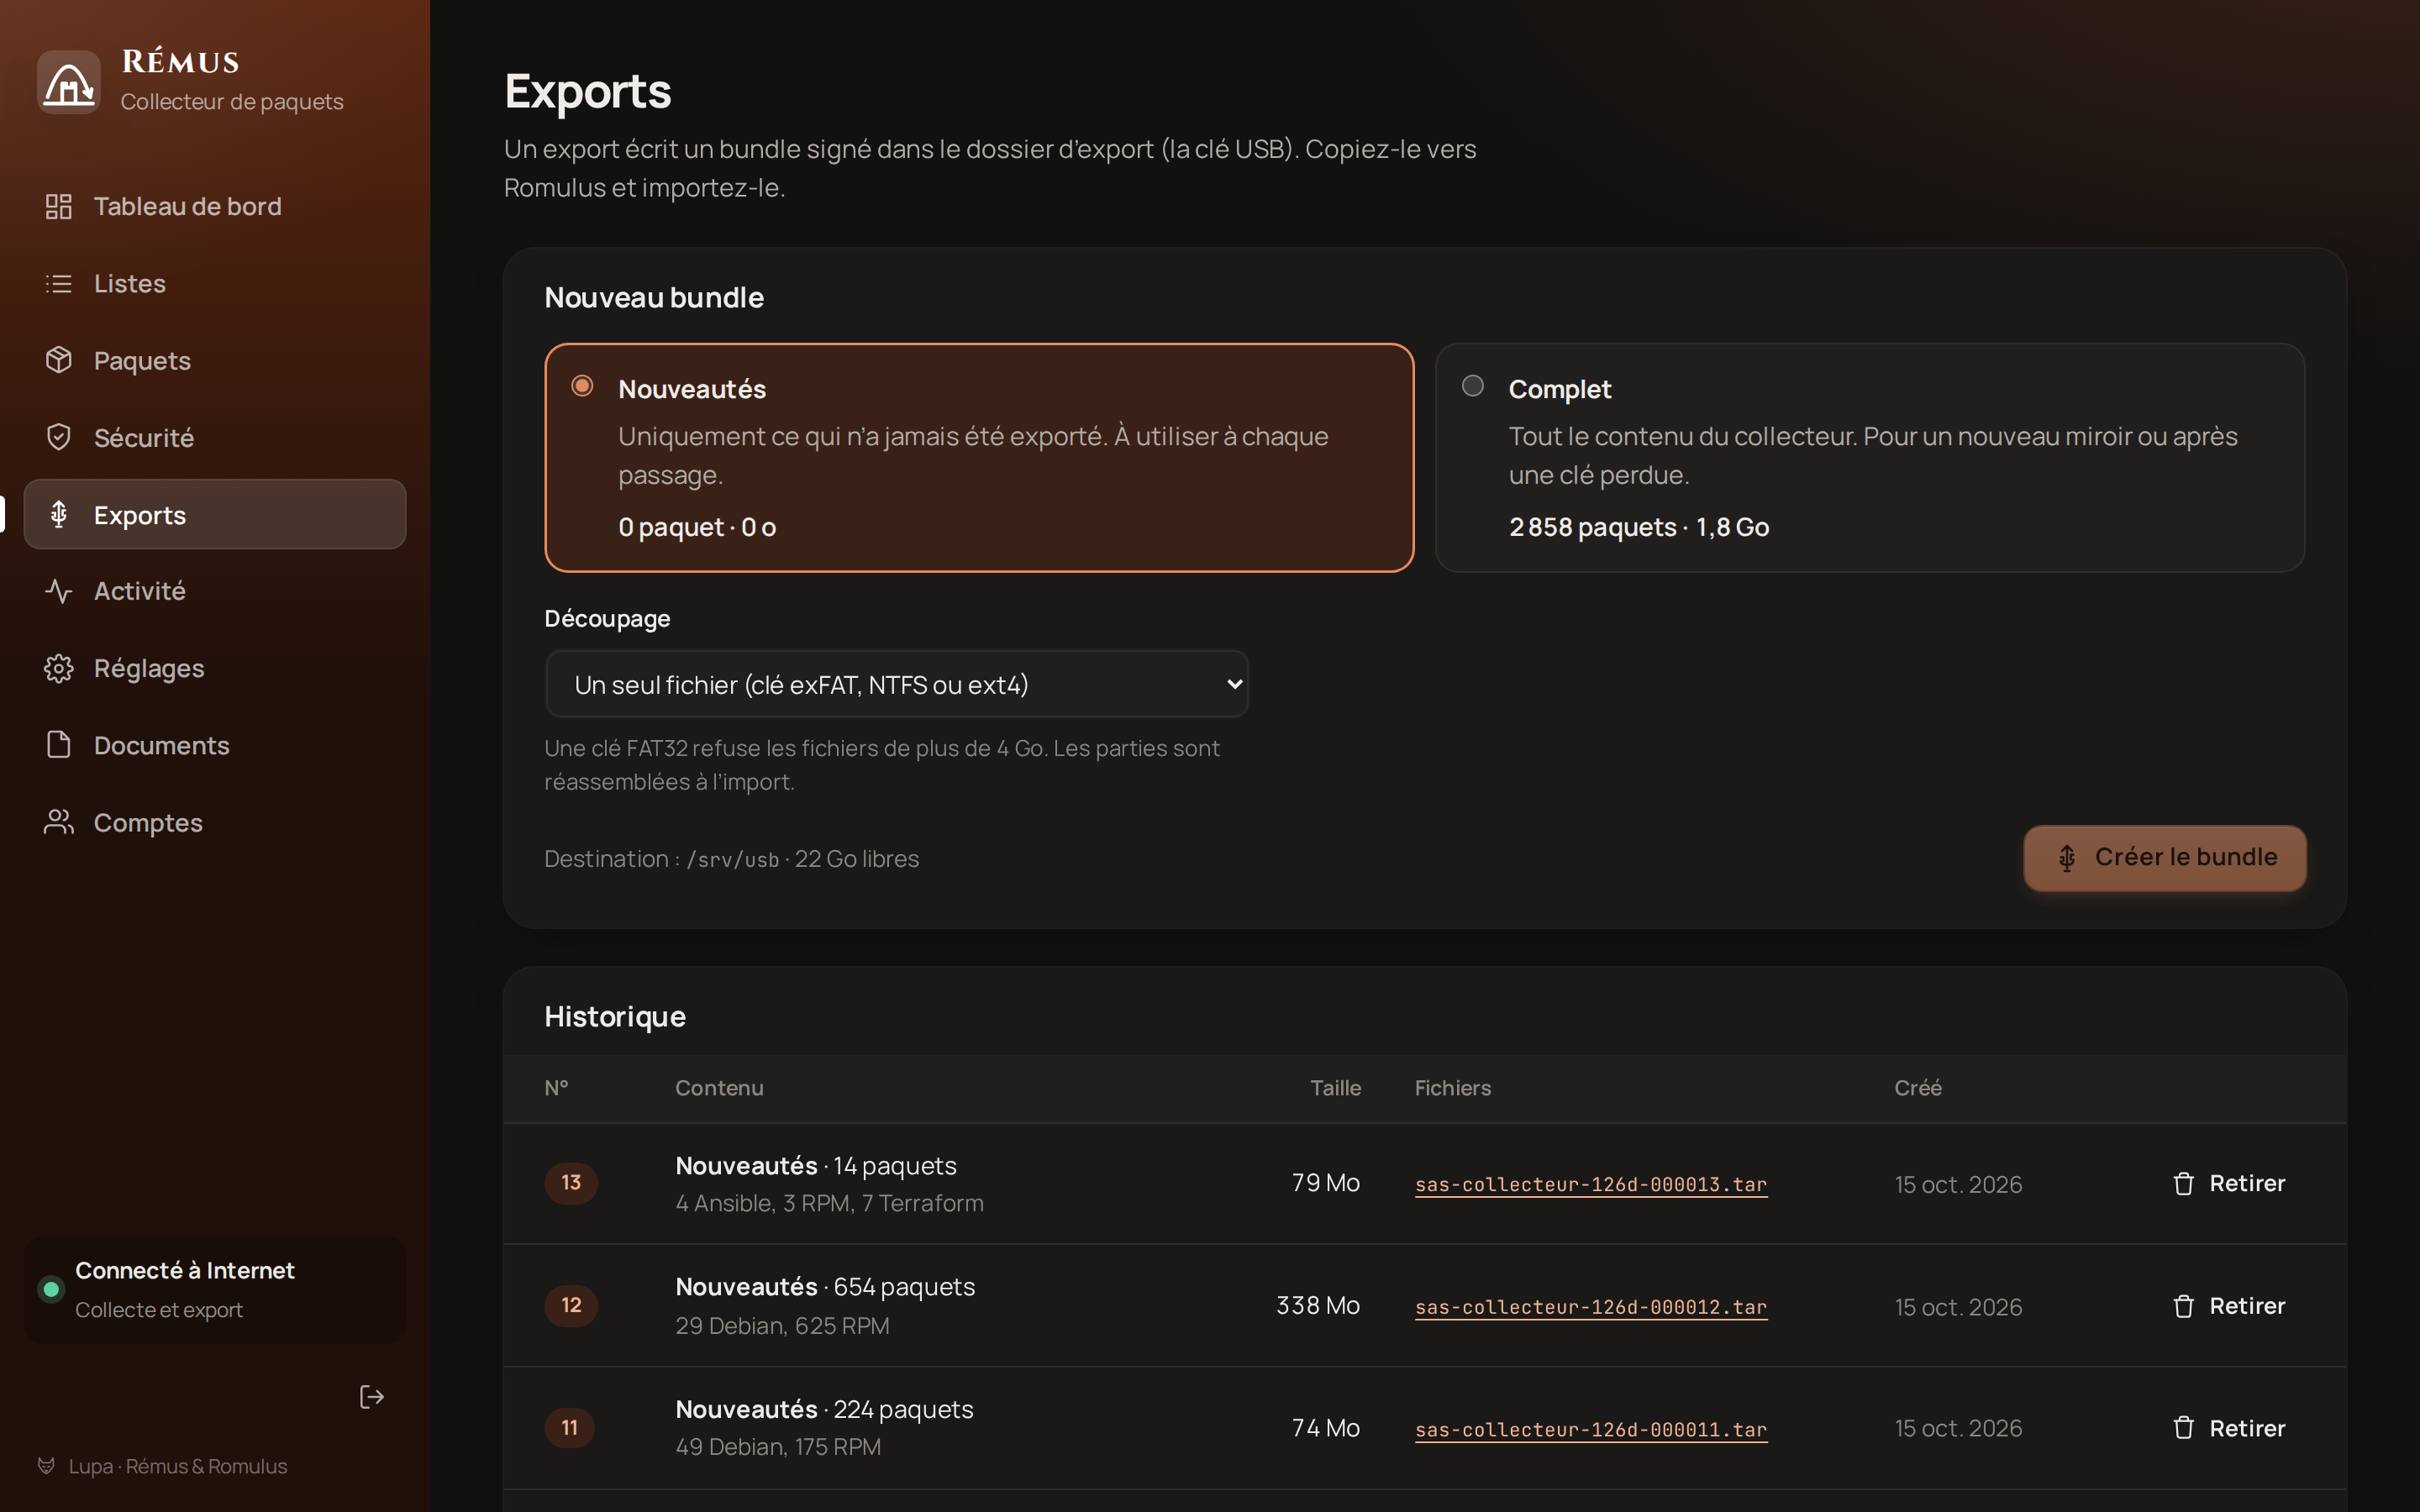 RÉMUS
Collecteur de paquets
Tableau de bord
Listes
Paquets
Sécurité
Exports
Activité
Réglages
Documents
Comptes
Connecté à Internet
Collecte et export
Lupa · Rémus & Romulus
Exports
Un export écrit un bundle signé dans le dossier d’export (la clé USB). Copiez-le vers
Romulus et importez-le.
Nouveau bundle
Nouveautés
Uniquement ce qui n’a jamais été exporté. À utiliser à chaque
passage.
0 paquet · 0 o
Complet
Tout le contenu du collecteur. Pour un nouveau miroir ou après
une clé perdue.
2 858 paquets · 1,8 Go
Découpage
Un seul fichier (clé exFAT, NTFS ou ext4)
Une clé FAT32 refuse les fichiers de plus de 4 Go. Les parties sont
réassemblées à l’import.
Destination : /srv/usb · 22 Go libres
Créer le bundle
Historique
N° Contenu Taille Fichiers Créé
13 Nouveautés · 14 paquets 79 Mo sas-collecteur-126d-000013.tar 15 oct. 2026 Retirer
4 Ansible, 3 RPM, 7 Terraform
12 Nouveautés · 654 paquets 338 Mo sas-collecteur-126d-000012.tar 15 oct. 2026 Retirer
29 Debian, 625 RPM
11 Nouveautés · 224 paquets 74 Mo sas-collecteur-126d-000011.tar 15 oct. 2026 Retirer
49 Debian, 175 RPM